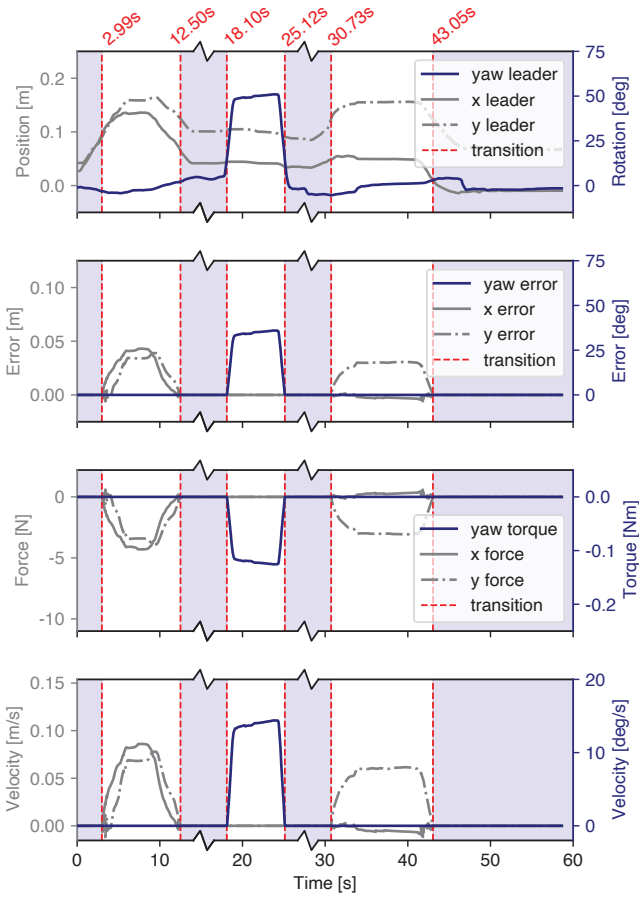 2.99s 12.50s 18.10s 25.12s 30.73s 43.05s
Position [m]
0.2
0.1
0.0
75
50
25
0
Rotation [deg]
yaw leader
x leader
y leader
transition
Error [m]
0.10
0.05
0.00
75
50
25
0
Error [deg]
yaw error
x error
y error
transition
Force [N]
0
-5
-10
0.0
-0.1
-0.2
Torque [Nm]
yaw torque
x force
y force
transition
Velocity [m/s]
0.15
0.10
0.05
0.00
20
10
0
Velocity [deg/s]
0 10 20 30 40 50 60
Time [s]